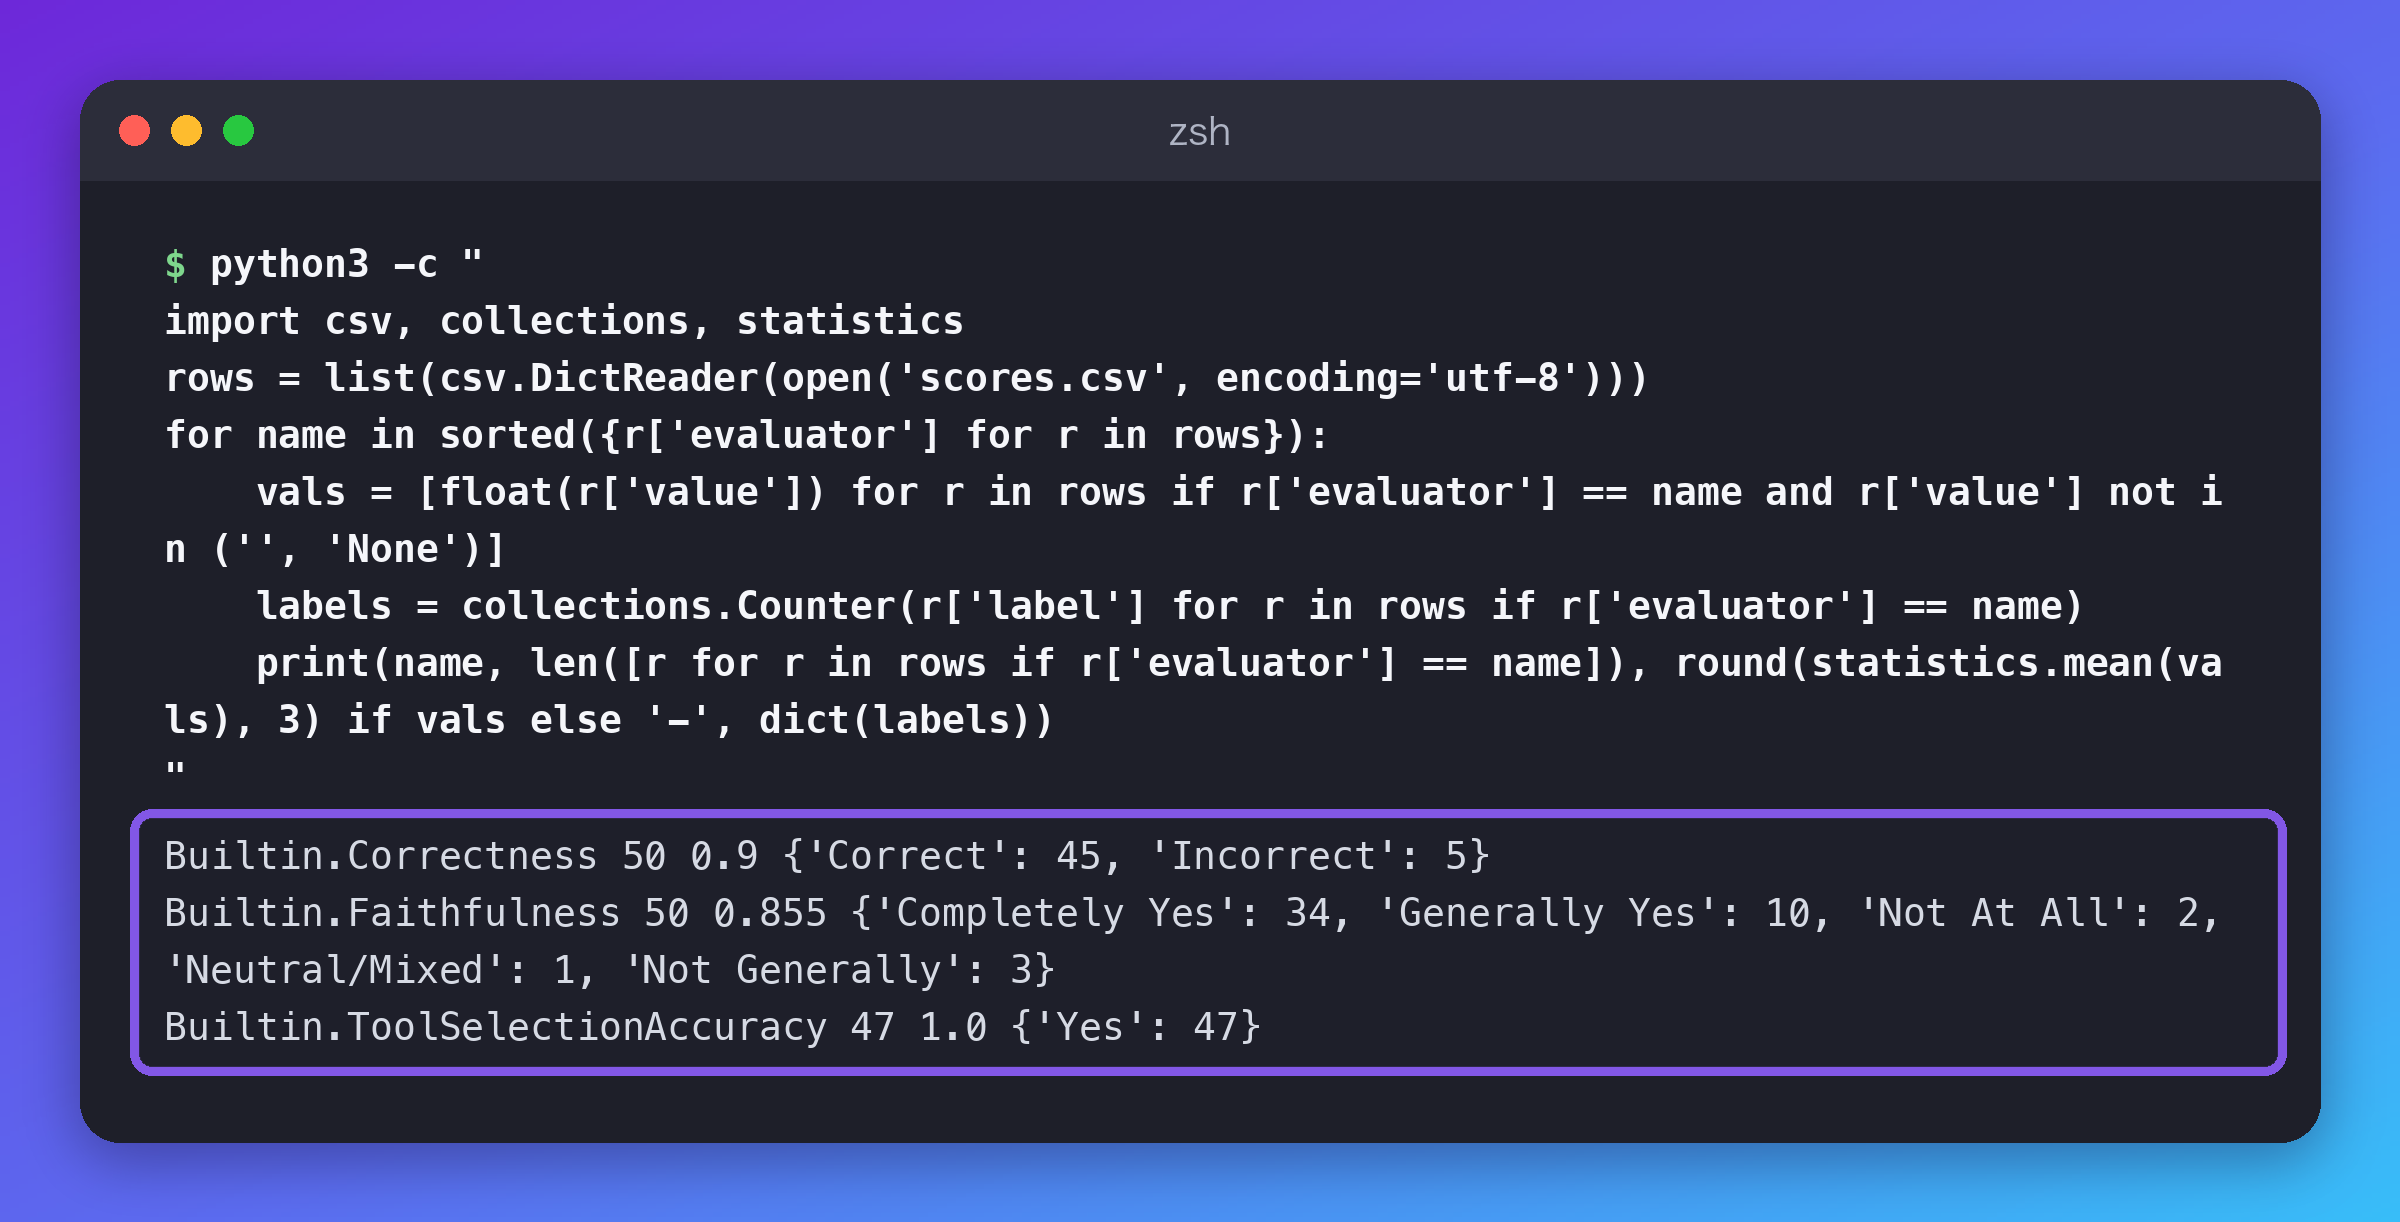 zsh
$ python3 -c "
import csv, collections, statistics
rows = list(csv.DictReader(open('scores.csv', encoding='utf-8')))
for name in sorted({r['evaluator'] for r in rows}):
    vals = [float(r['value']) for r in rows if r['evaluator'] == name and r['value'] not i
n ('', 'None')]
    labels = collections.Counter(r['label'] for r in rows if r['evaluator'] == name)
    print(name, len([r for r in rows if r['evaluator'] == name]), round(statistics.mean(va
ls), 3) if vals else '-', dict(labels))
"
Builtin.Correctness 50 0.9 {'Correct': 45, 'Incorrect': 5}
Builtin.Faithfulness 50 0.855 {'Completely Yes': 34, 'Generally Yes': 10, 'Not At All': 2,
'Neutral/Mixed': 1, 'Not Generally': 3}
Builtin.ToolSelectionAccuracy 47 1.0 {'Yes': 47}